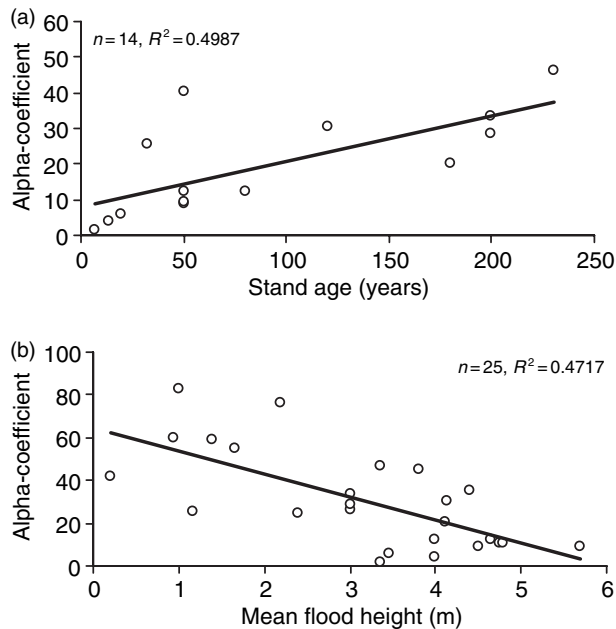 (a)
60
50
40
30
20
10
0
Alpha-coefficient
n=14, R²=0.4987
0 50 100 150 200 250
Stand age (years)
(b)
100
80
60
40
20
0
Alpha-coefficient
n=25, R²=0.4717
0 1 2 3 4 5 6
Mean flood height (m)